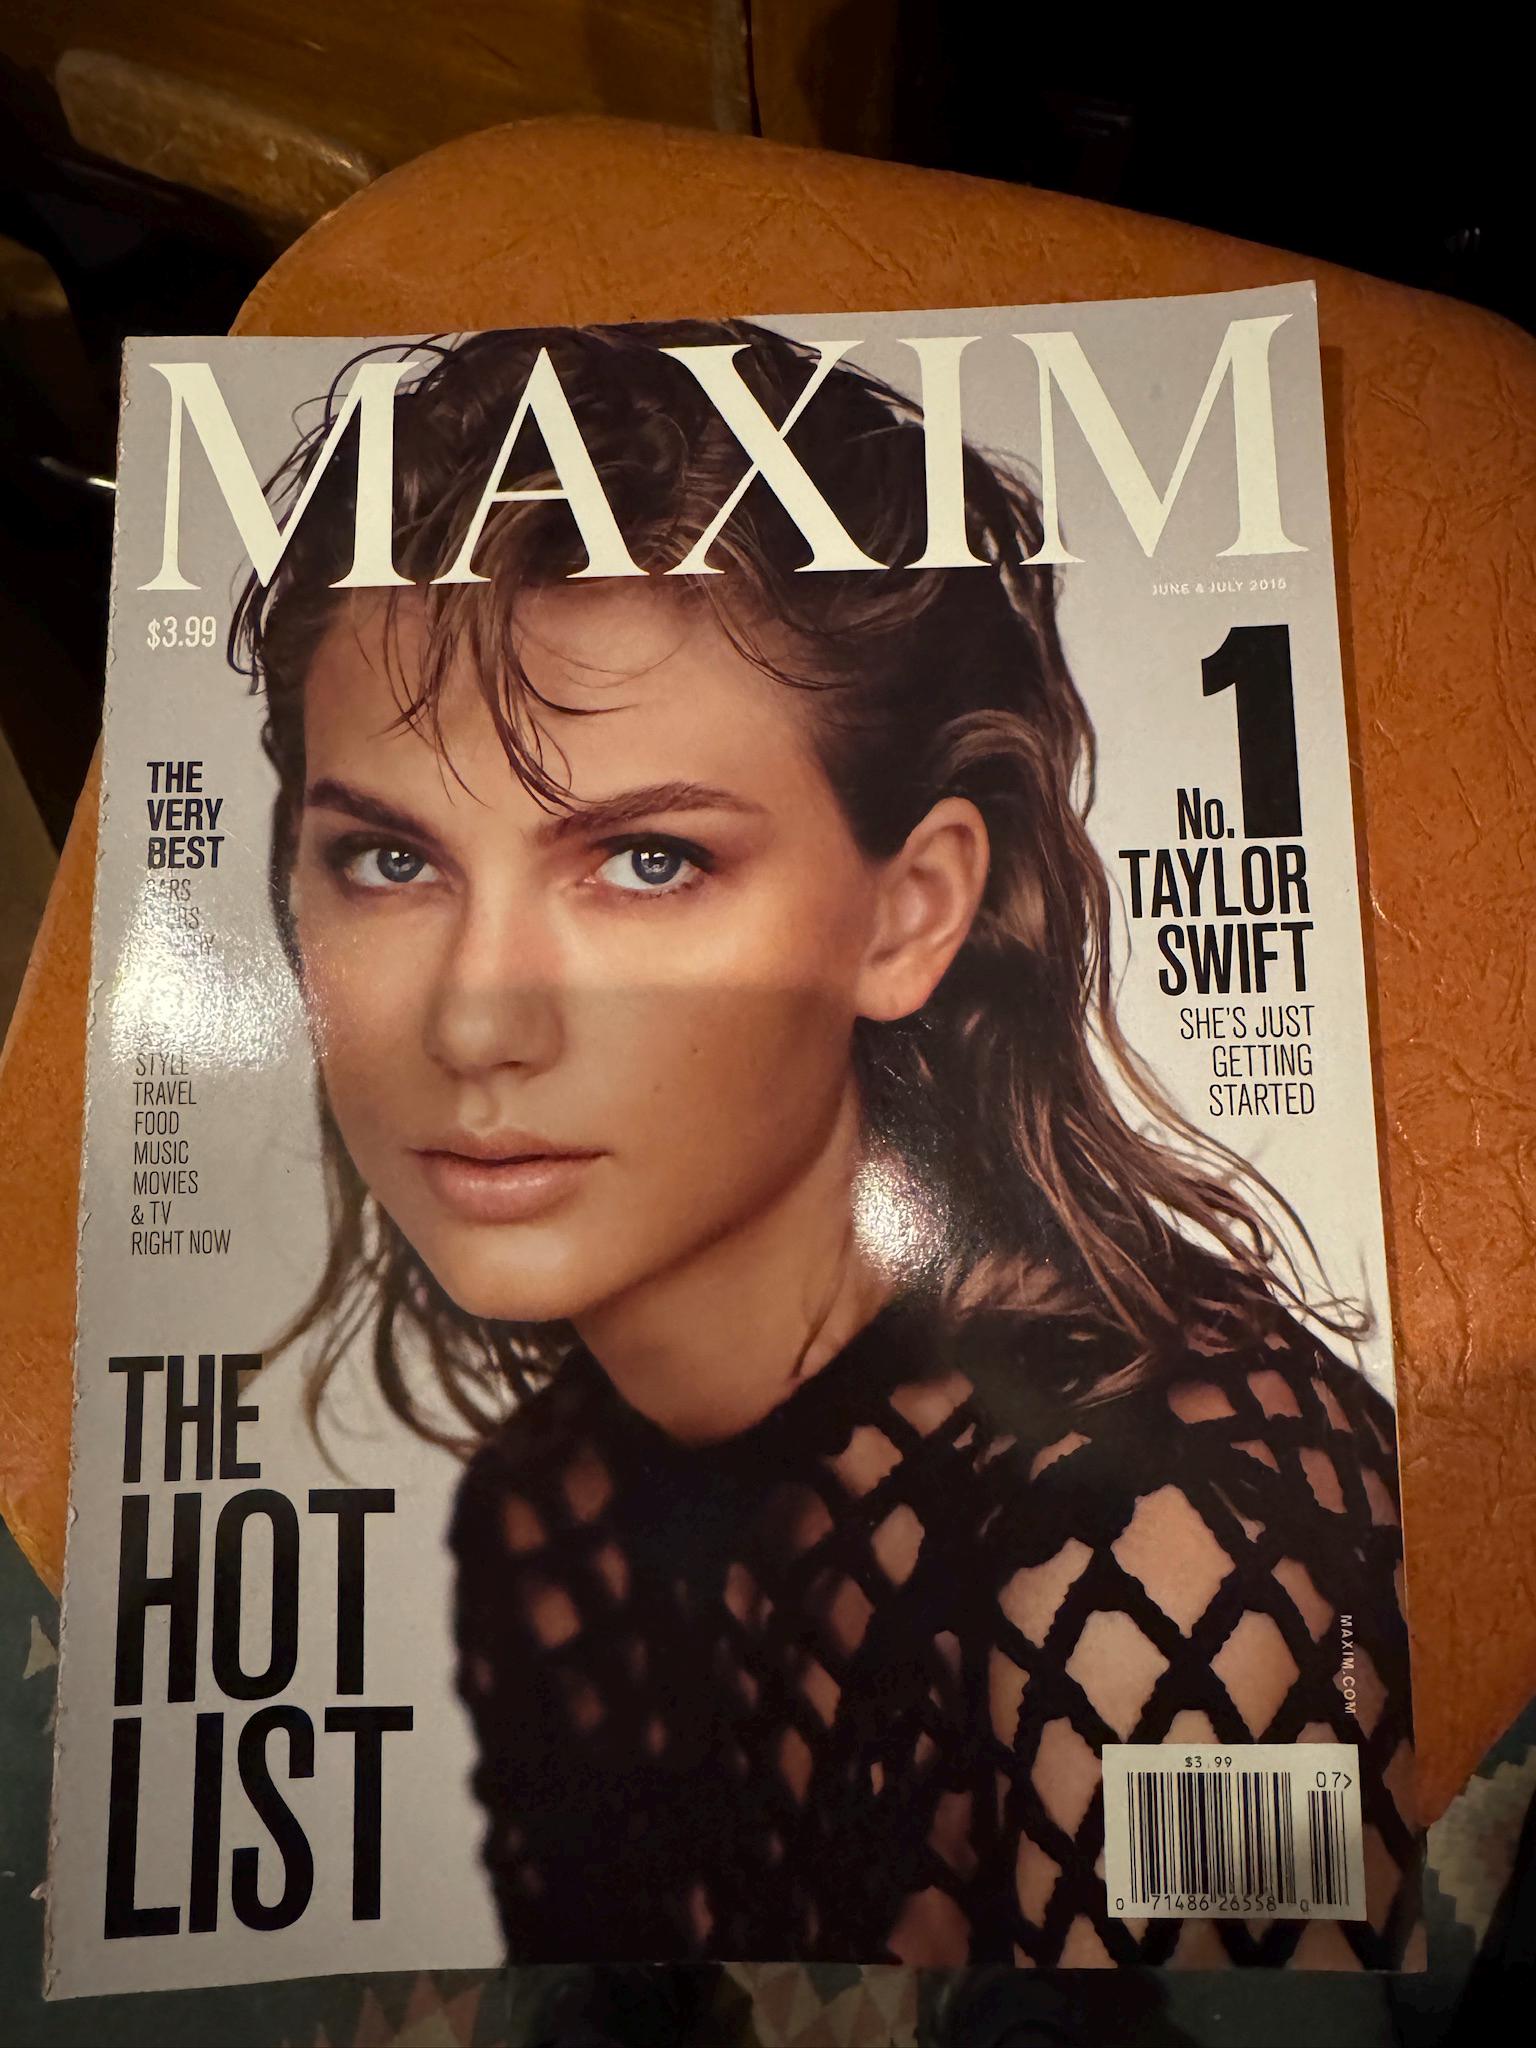 MAXIM
JUNE & JULY 2015
$3.99
1
No.
TAYLOR
SWIFT
SHE'S JUST
GETTING
STARTED
THE
VERY
BEST
STYLE
TRAVEL
FOOD
MUSIC
MOVIES
& TV
RIGHT NOW
THE
HOT
LIST
MAXIM.COM
$3.99
07>
0 71486 26558 0